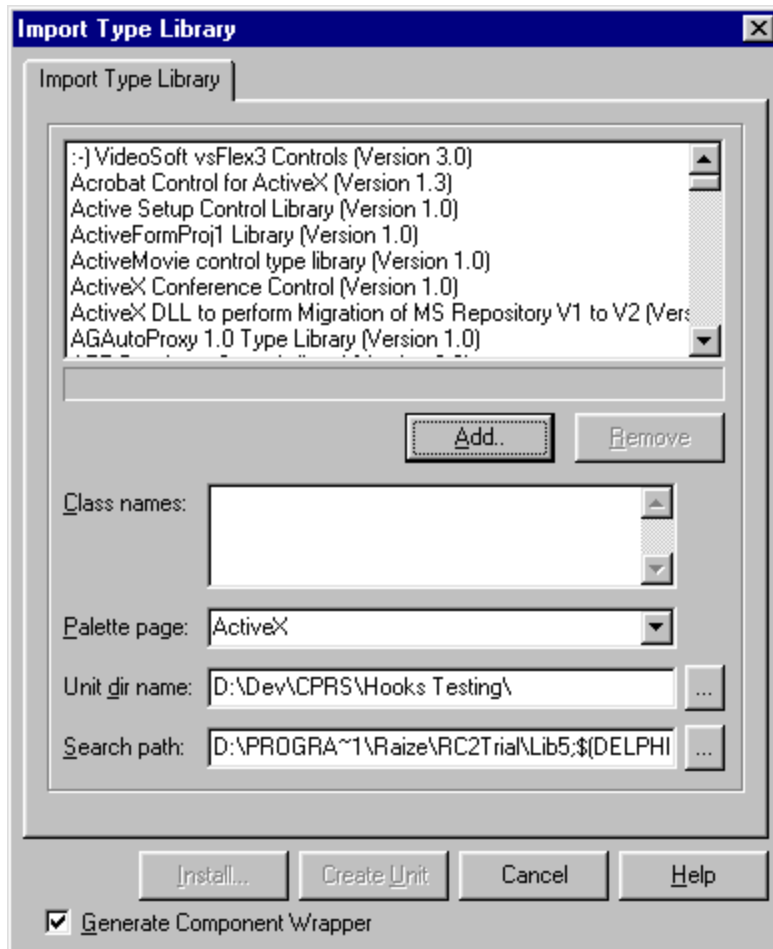 Import Type Library
Import Type Library
:-) VideoSoft vsFlex3 Controls (Version 3.0)
Acrobat Control for ActiveX (Version 1.3)
Active Setup Control Library (Version 1.0)
ActiveFormProj1 Library (Version 1.0)
ActiveMovie control type library (Version 1.0)
ActiveX Conference Control (Version 1.0)
ActiveX DLL to perform Migration of MS Repository V1 to V2 (Vers
AGAutoProxy 1.0 Type Library (Version 1.0)
Add.. Remove
Class names:
Palette page: ActiveX
Unit dir name: D:\Dev\CPRS\Hooks Testing\ ...
Search path: D:\PROGRA~1\Raize\RC2Trial\Lib5;$(DELPHI ...
Install... Create Unit Cancel Help
Generate Component Wrapper